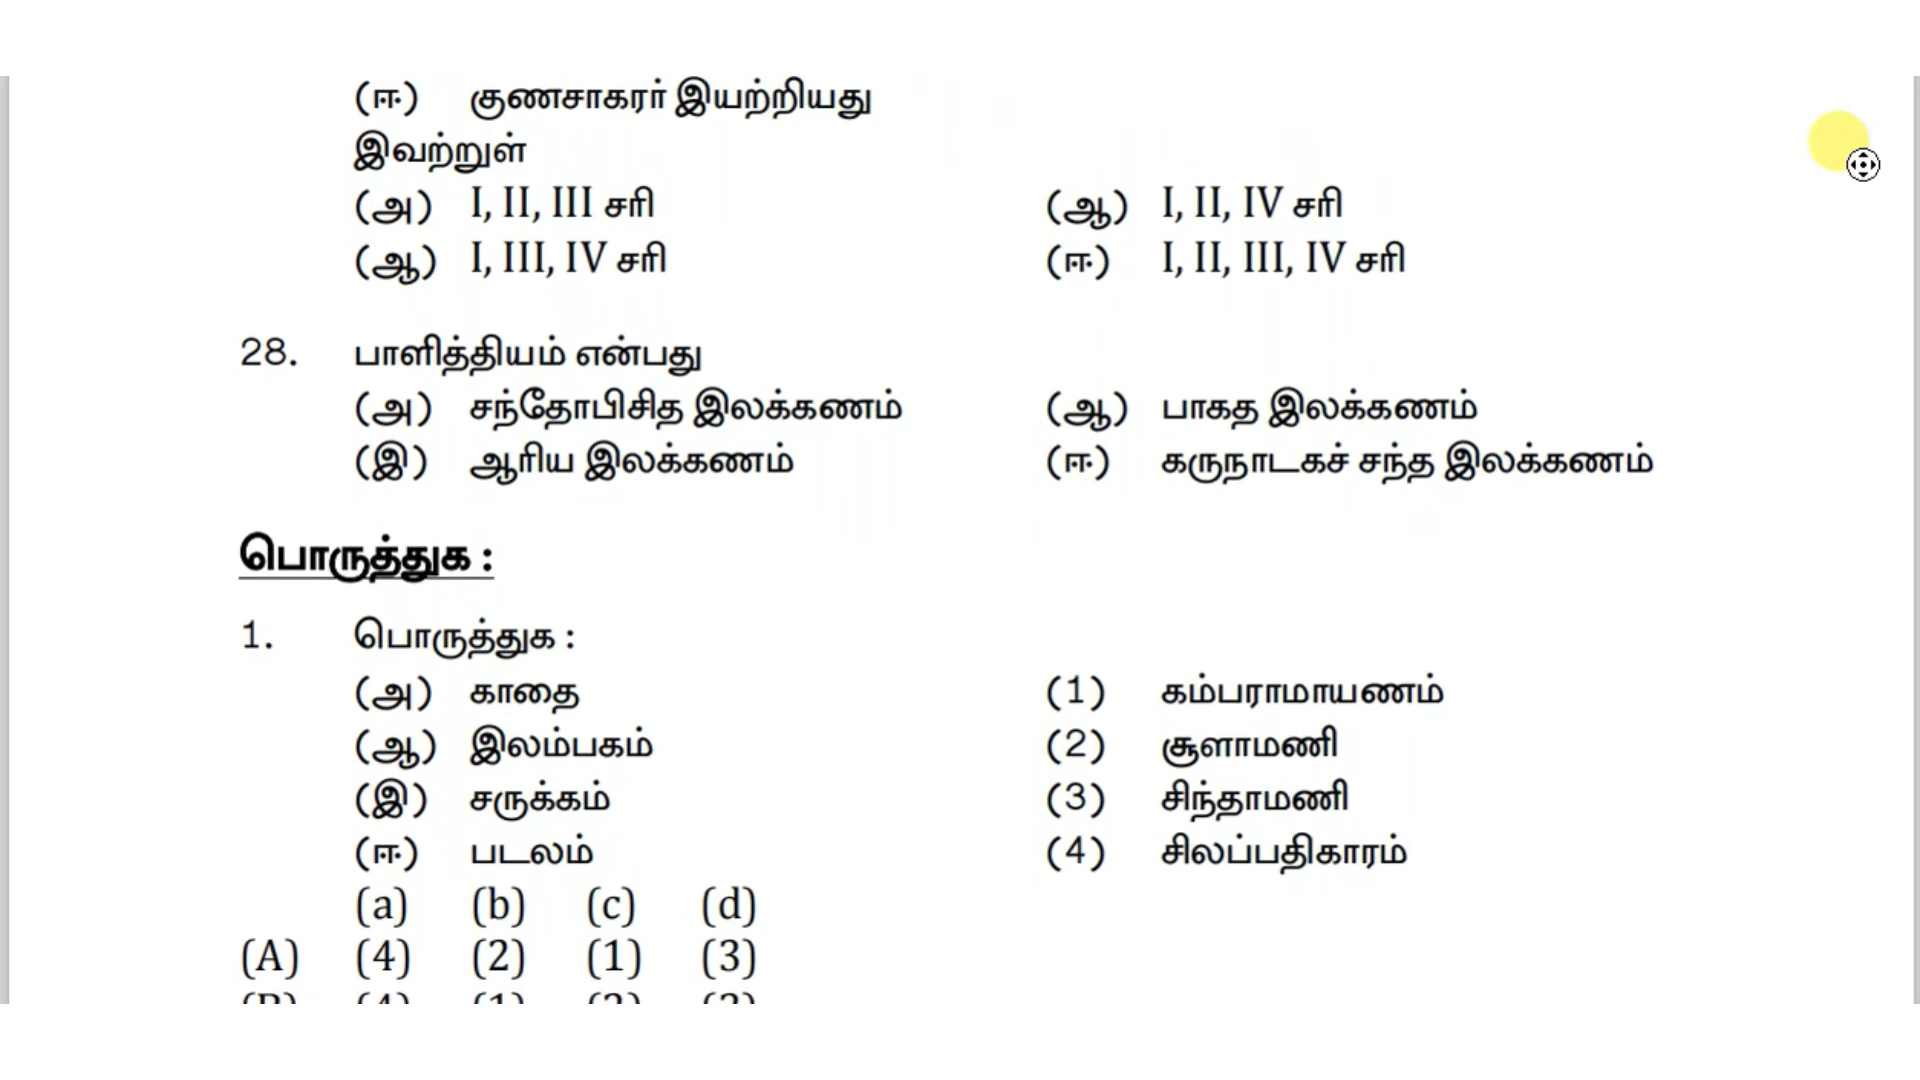 (ஈ) குணசாகரர் இயற்றியது
இவற்றுள்
(அ) I, II, III சரி (ஆ) I, II, IV சரி
(ஆ) I, III, IV சரி (ஈ) I, II, III, IV சரி
28. பாளித்தியம் என்பது
(அ) சந்தோபிசித இலக்கணம் (ஆ) பாகத இலக்கணம்
(இ) ஆரிய இலக்கணம் (ஈ) கருநாடகச் சந்த இலக்கணம்
பொருத்துக :
1. பொருத்துக :
(அ) காதை (1) கம்பராமாயணம்
(ஆ) இலம்பகம் (2) சூளாமணி
(இ) சருக்கம் (3) சிந்தாமணி
(ஈ) படலம் (4) சிலப்பதிகாரம்
(a) (b) (c) (d)
(A) (4) (2) (1) (3)